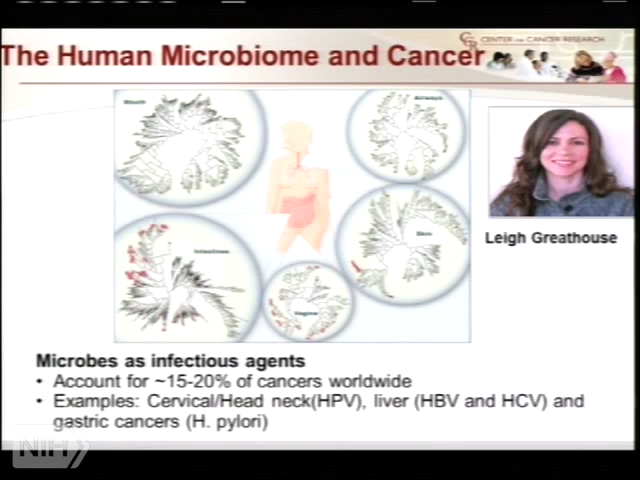 CENTER FOR CANCER RESEARCH
The Human Microbiome and Cancer
Mouth
Airways
Intestines
Skin
Vagina
Leigh Greathouse
Microbes as infectious agents
• Account for ~15-20% of cancers worldwide
• Examples: Cervical/Head neck(HPV), liver (HBV and HCV) and
gastric cancers (H. pylori)
NIH